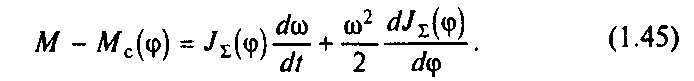 M − M_c(φ) = J_Σ(φ) dω/dt + ω²/2 dJ_Σ(φ)/dφ . (1.45)